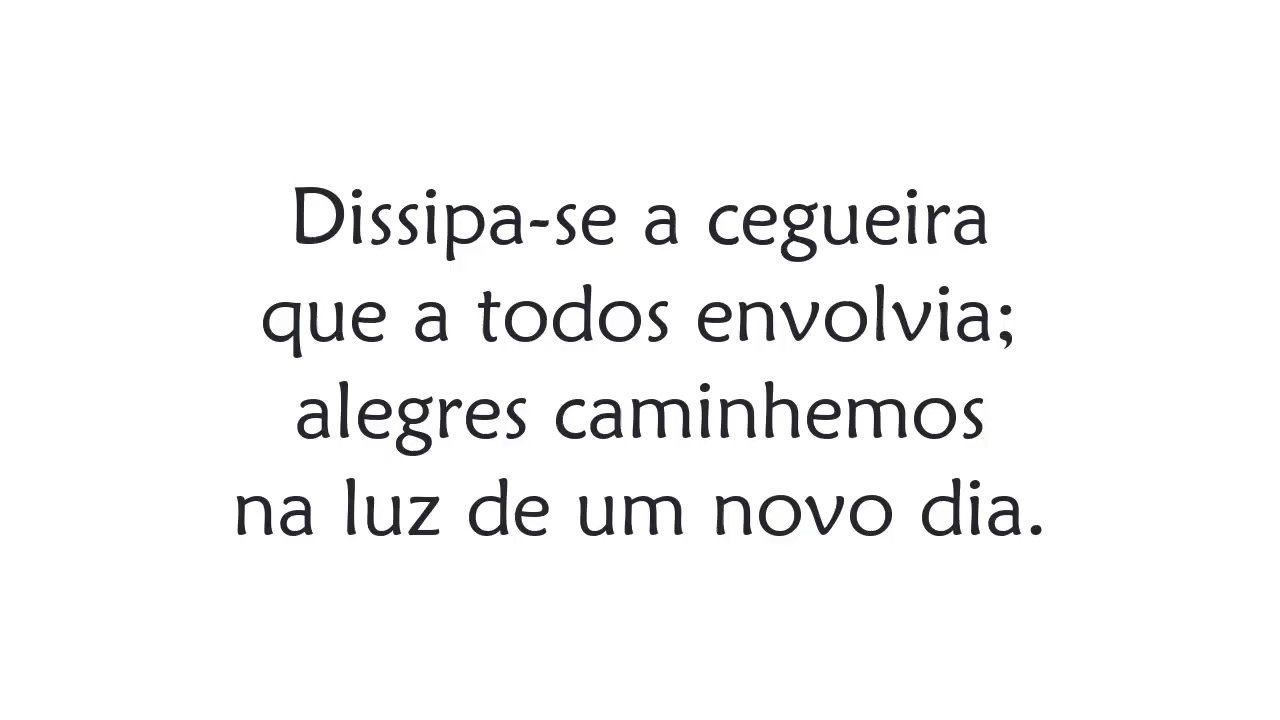 Dissipa-se a cegueira
que a todos envolvia;
alegres caminhemos
na luz de um novo dia.